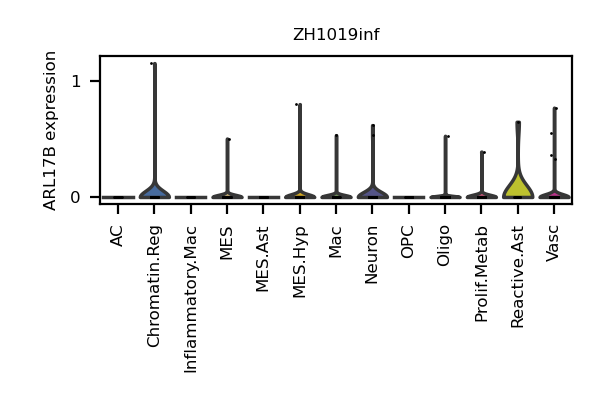 ZH1019inf
ARL17B expression
1
0
AC
Chromatin.Reg
Inflammatory.Mac
MES
MES.Ast
MES.Hyp
Mac
Neuron
OPC
Oligo
Prolif.Metab
Reactive.Ast
Vasc